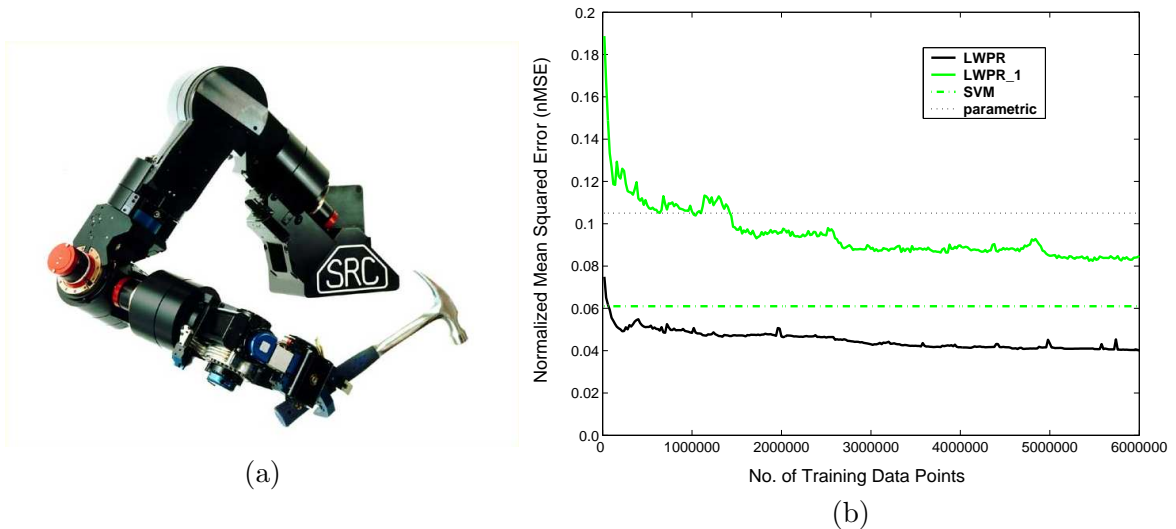 SRC
(a)
Normalized Mean Squared Error (nMSE)
0.2
0.18
0.16
0.14
0.12
0.1
0.08
0.06
0.04
0.02
0.0
LWPR
LWPR_1
SVM
parametric
0 1000000 2000000 3000000 4000000 5000000 6000000
No. of Training Data Points
(b)